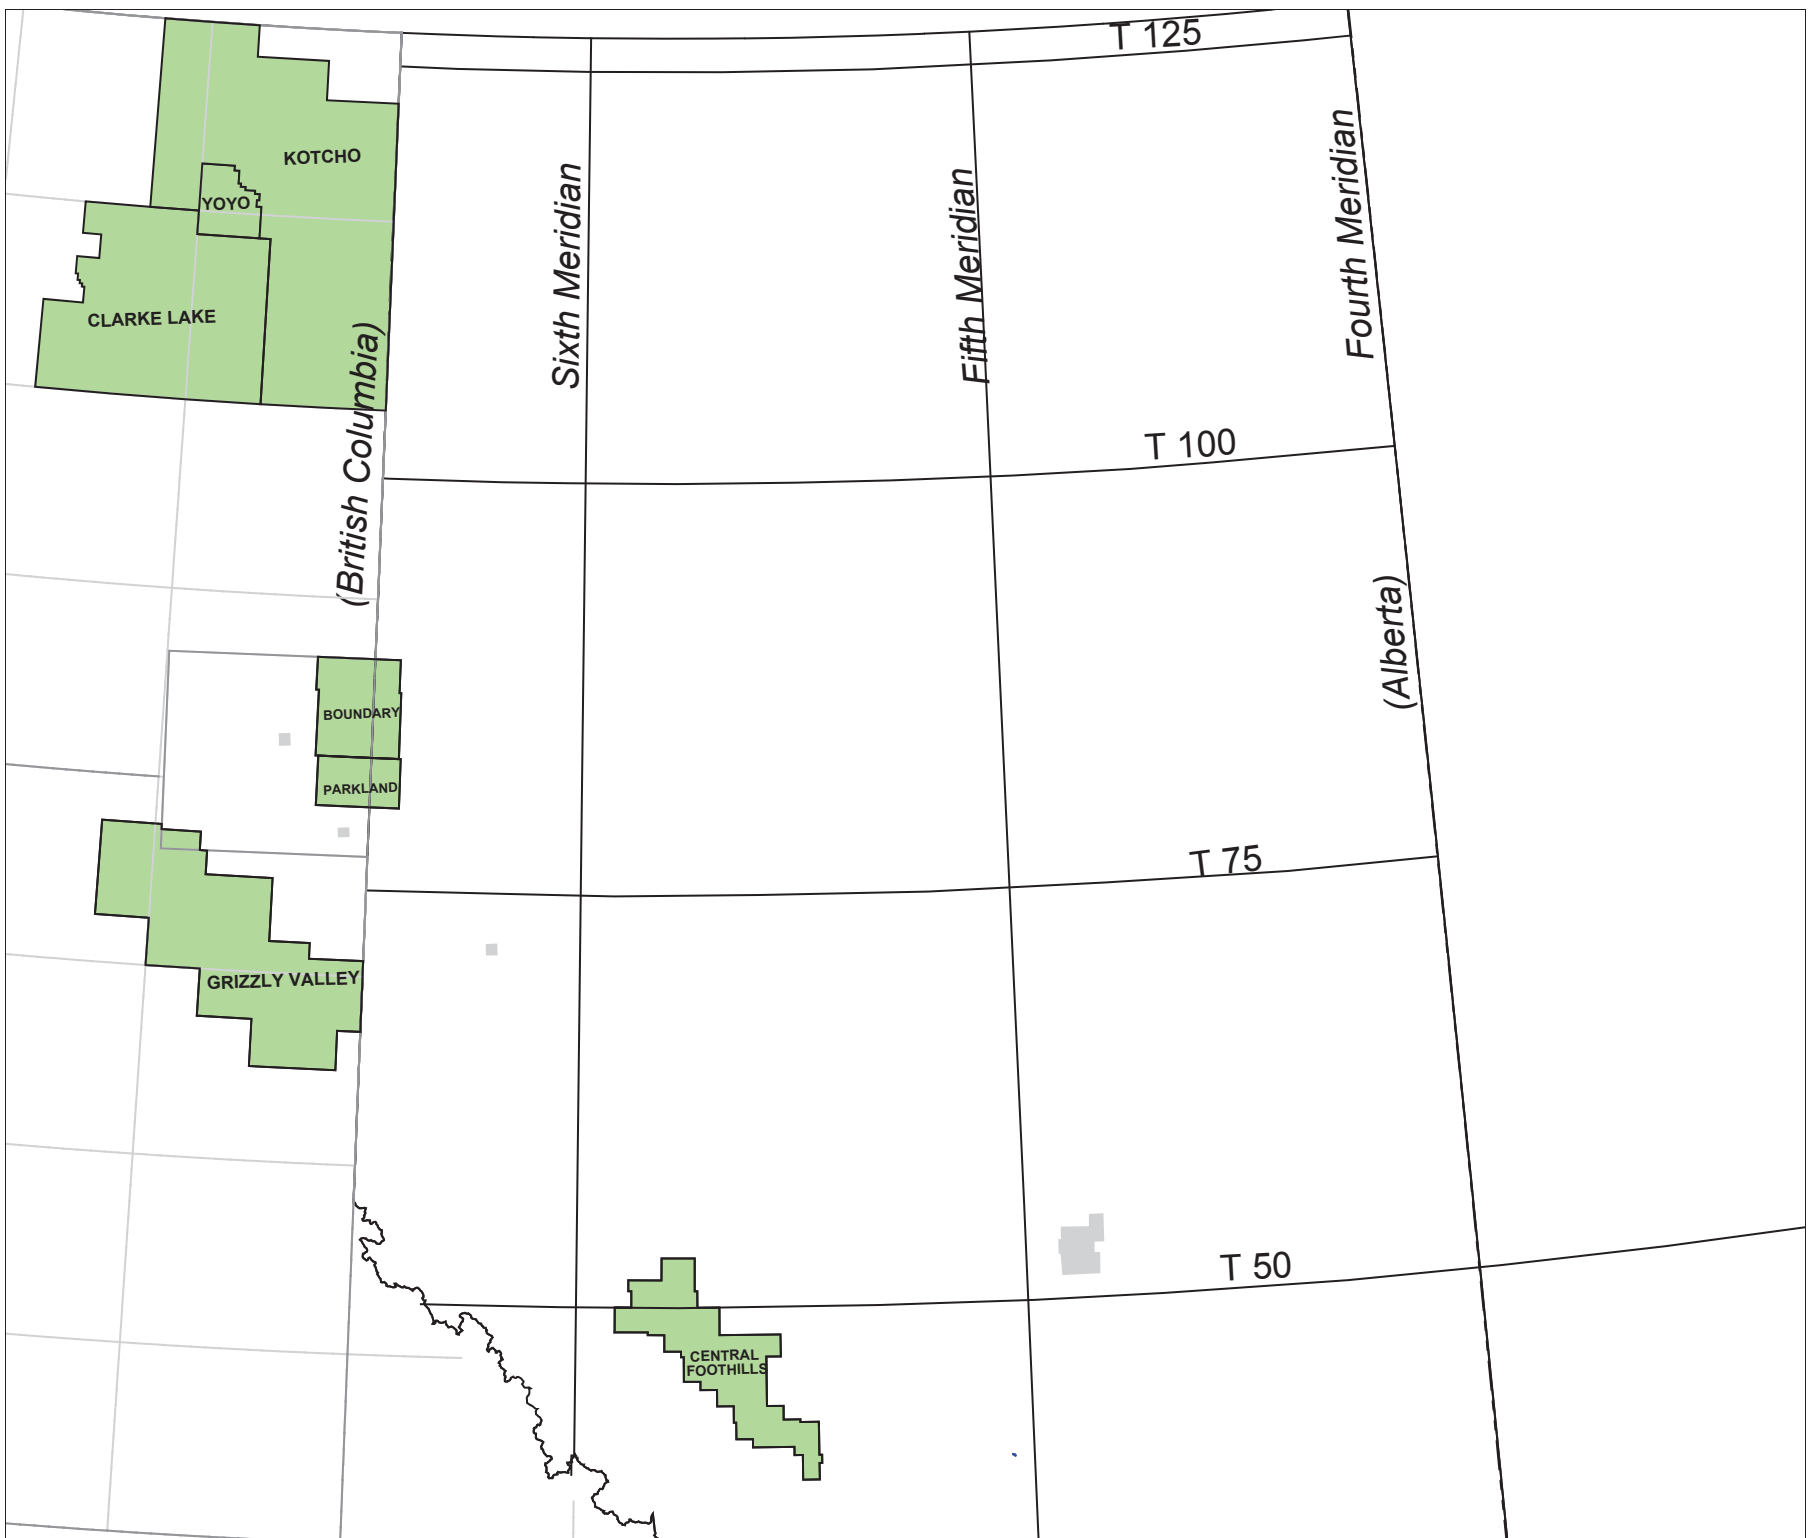 T 125
KOTCHO
YOYO
CLARKE LAKE
(British Columbia)
Sixth Meridian
Fifth Meridian
Fourth Meridian
T 100
(Alberta)
BOUNDARY
PARKLAND
T 75
GRIZZLY VALLEY
T 50
CENTRAL
FOOTHILLS